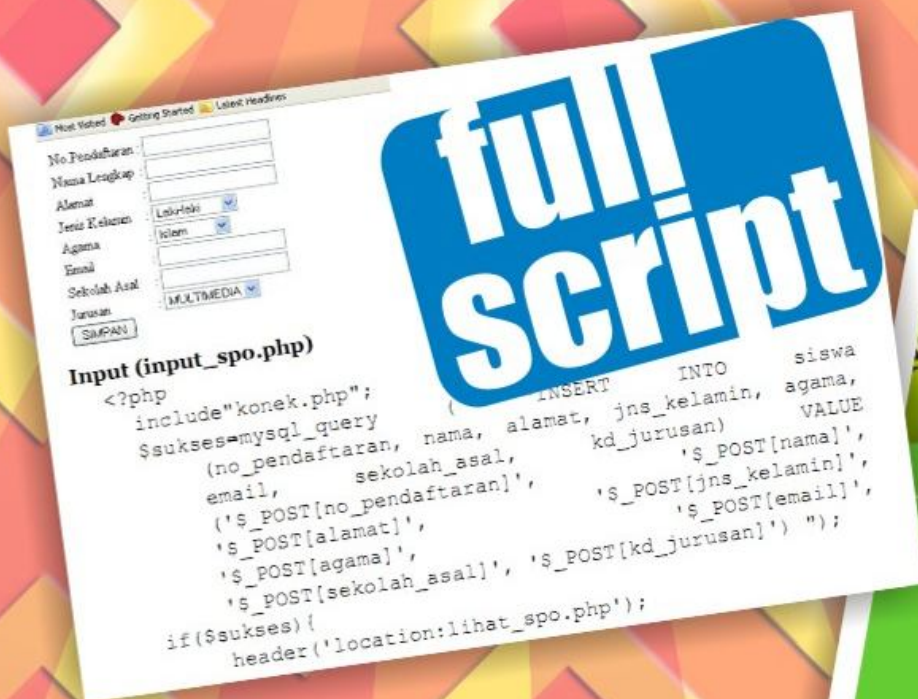 Most Visited Getting Started Latest Headlines
No.Pendaftaran :
Nama Lengkap :
Alamat :
Jenis Kelamin : Laki-laki
Agama : Islam
Email :
Sekolah Asal :
Jurusan : MULTIMEDIA
SIMPAN
full
script
Input (input_spo.php)
<?php
include"konek.php";
$sukses=mysql_query ( INSERT INTO siswa
(no_pendaftaran, nama, alamat, jns_kelamin, agama,
email, sekolah_asal, kd_jurusan) VALUE
('$_POST[no_pendaftaran]', '$_POST[nama]',
'$_POST[alamat]', '$_POST[jns_kelamin]',
'$_POST[agama]', '$_POST[email]',
'$_POST[sekolah_asal]', '$_POST[kd_jurusan]') ");
if($sukses){
header('location:lihat_spo.php');